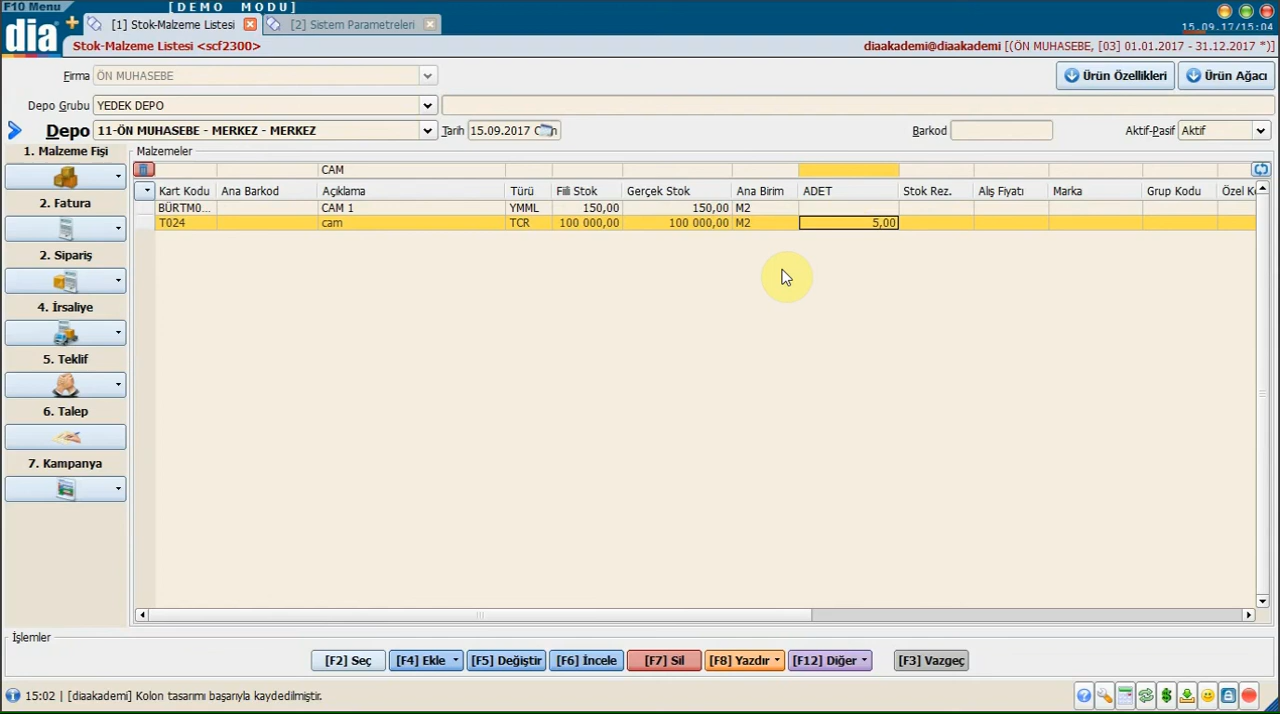 F10 Menu
[DEMO MODU]
dia
[1] Stok-Malzeme Listesi
[2] Sistem Parametreleri
15.09.17/15:04
Stok-Malzeme Listesi <scf2300>
diaakademi@diaakademi [(ÖN MUHASEBE, [03] 01.01.2017 - 31.12.2017 *)]
Firma ÖN MUHASEBE
Ürün Özellikleri Ürün Ağacı
Depo Grubu YEDEK DEPO
Depo 11-ÖN MUHASEBE - MERKEZ - MERKEZ Tarih 15.09.2017 Barkod Aktif-Pasif Aktif
1. Malzeme Fişi
2. Fatura
2. Sipariş
4. İrsaliye
5. Teklif
6. Talep
7. Kampanya
Malzemeler
CAM
Kart Kodu Ana Barkod Açıklama Türü Fiili Stok Gerçek Stok Ana Birim ADET Stok Rez. Alış Fiyatı Marka Grup Kodu
BÜRTM0... CAM 1 YMML 150,00 150,00 M2
T024 cam TCR 100 000,00 100 000,00 M2 5,00
İşlemler
[F2] Seç [F4] Ekle [F5] Değiştir [F6] İncele [F7] Sil [F8] Yazdır [F12] Diğer [F3] Vazgeç
15:02 | [diaakademi] Kolon tasarımı başarıyla kaydedilmiştir.